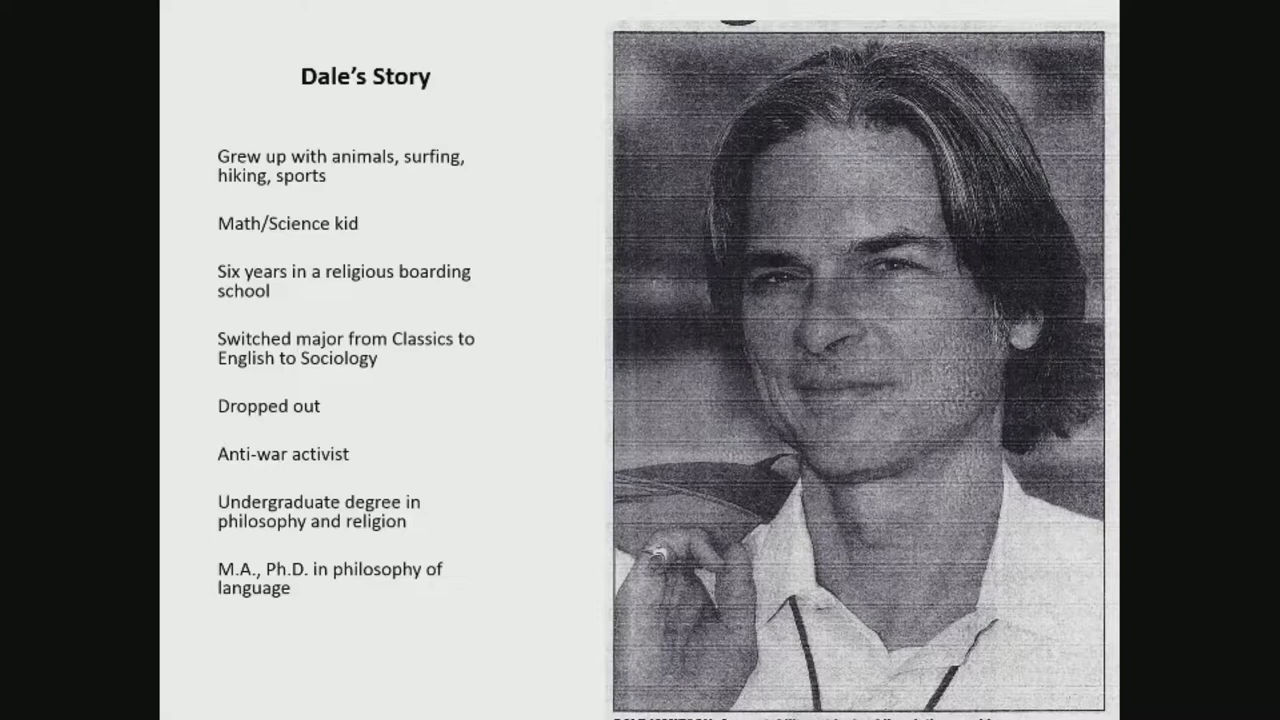 Dale's Story
Grew up with animals, surfing,
hiking, sports
Math/Science kid
Six years in a religious boarding
school
Switched major from Classics to
English to Sociology
Dropped out
Anti-war activist
Undergraduate degree in
philosophy and religion
M.A., Ph.D. in philosophy of
language